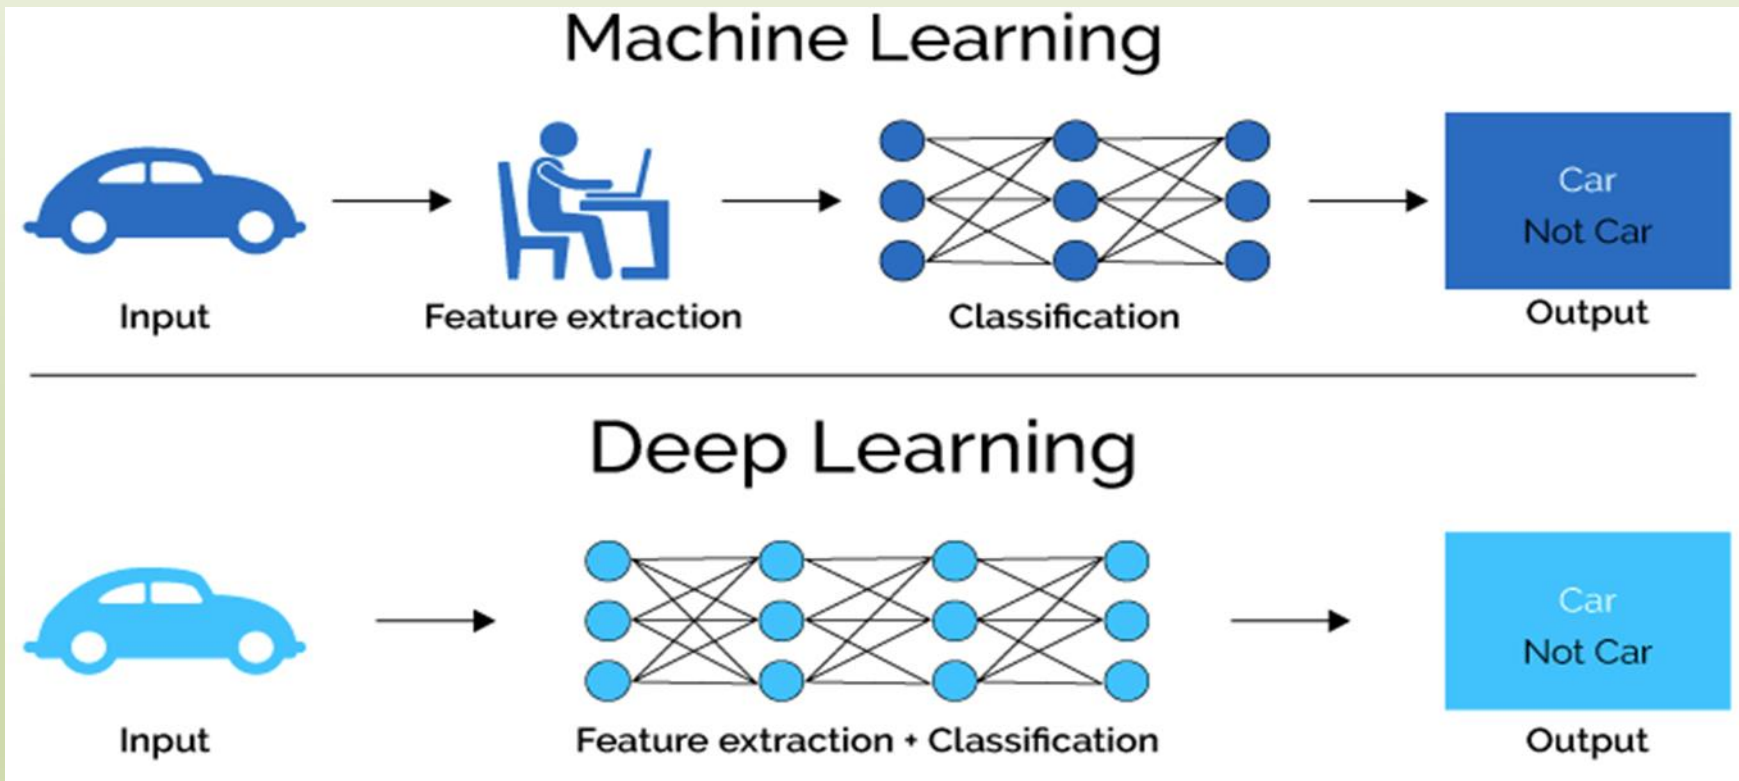 Machine Learning
Car
Not Car
Input
Feature extraction
Classification
Output
Deep Learning
Car
Not Car
Input
Feature extraction + Classification
Output